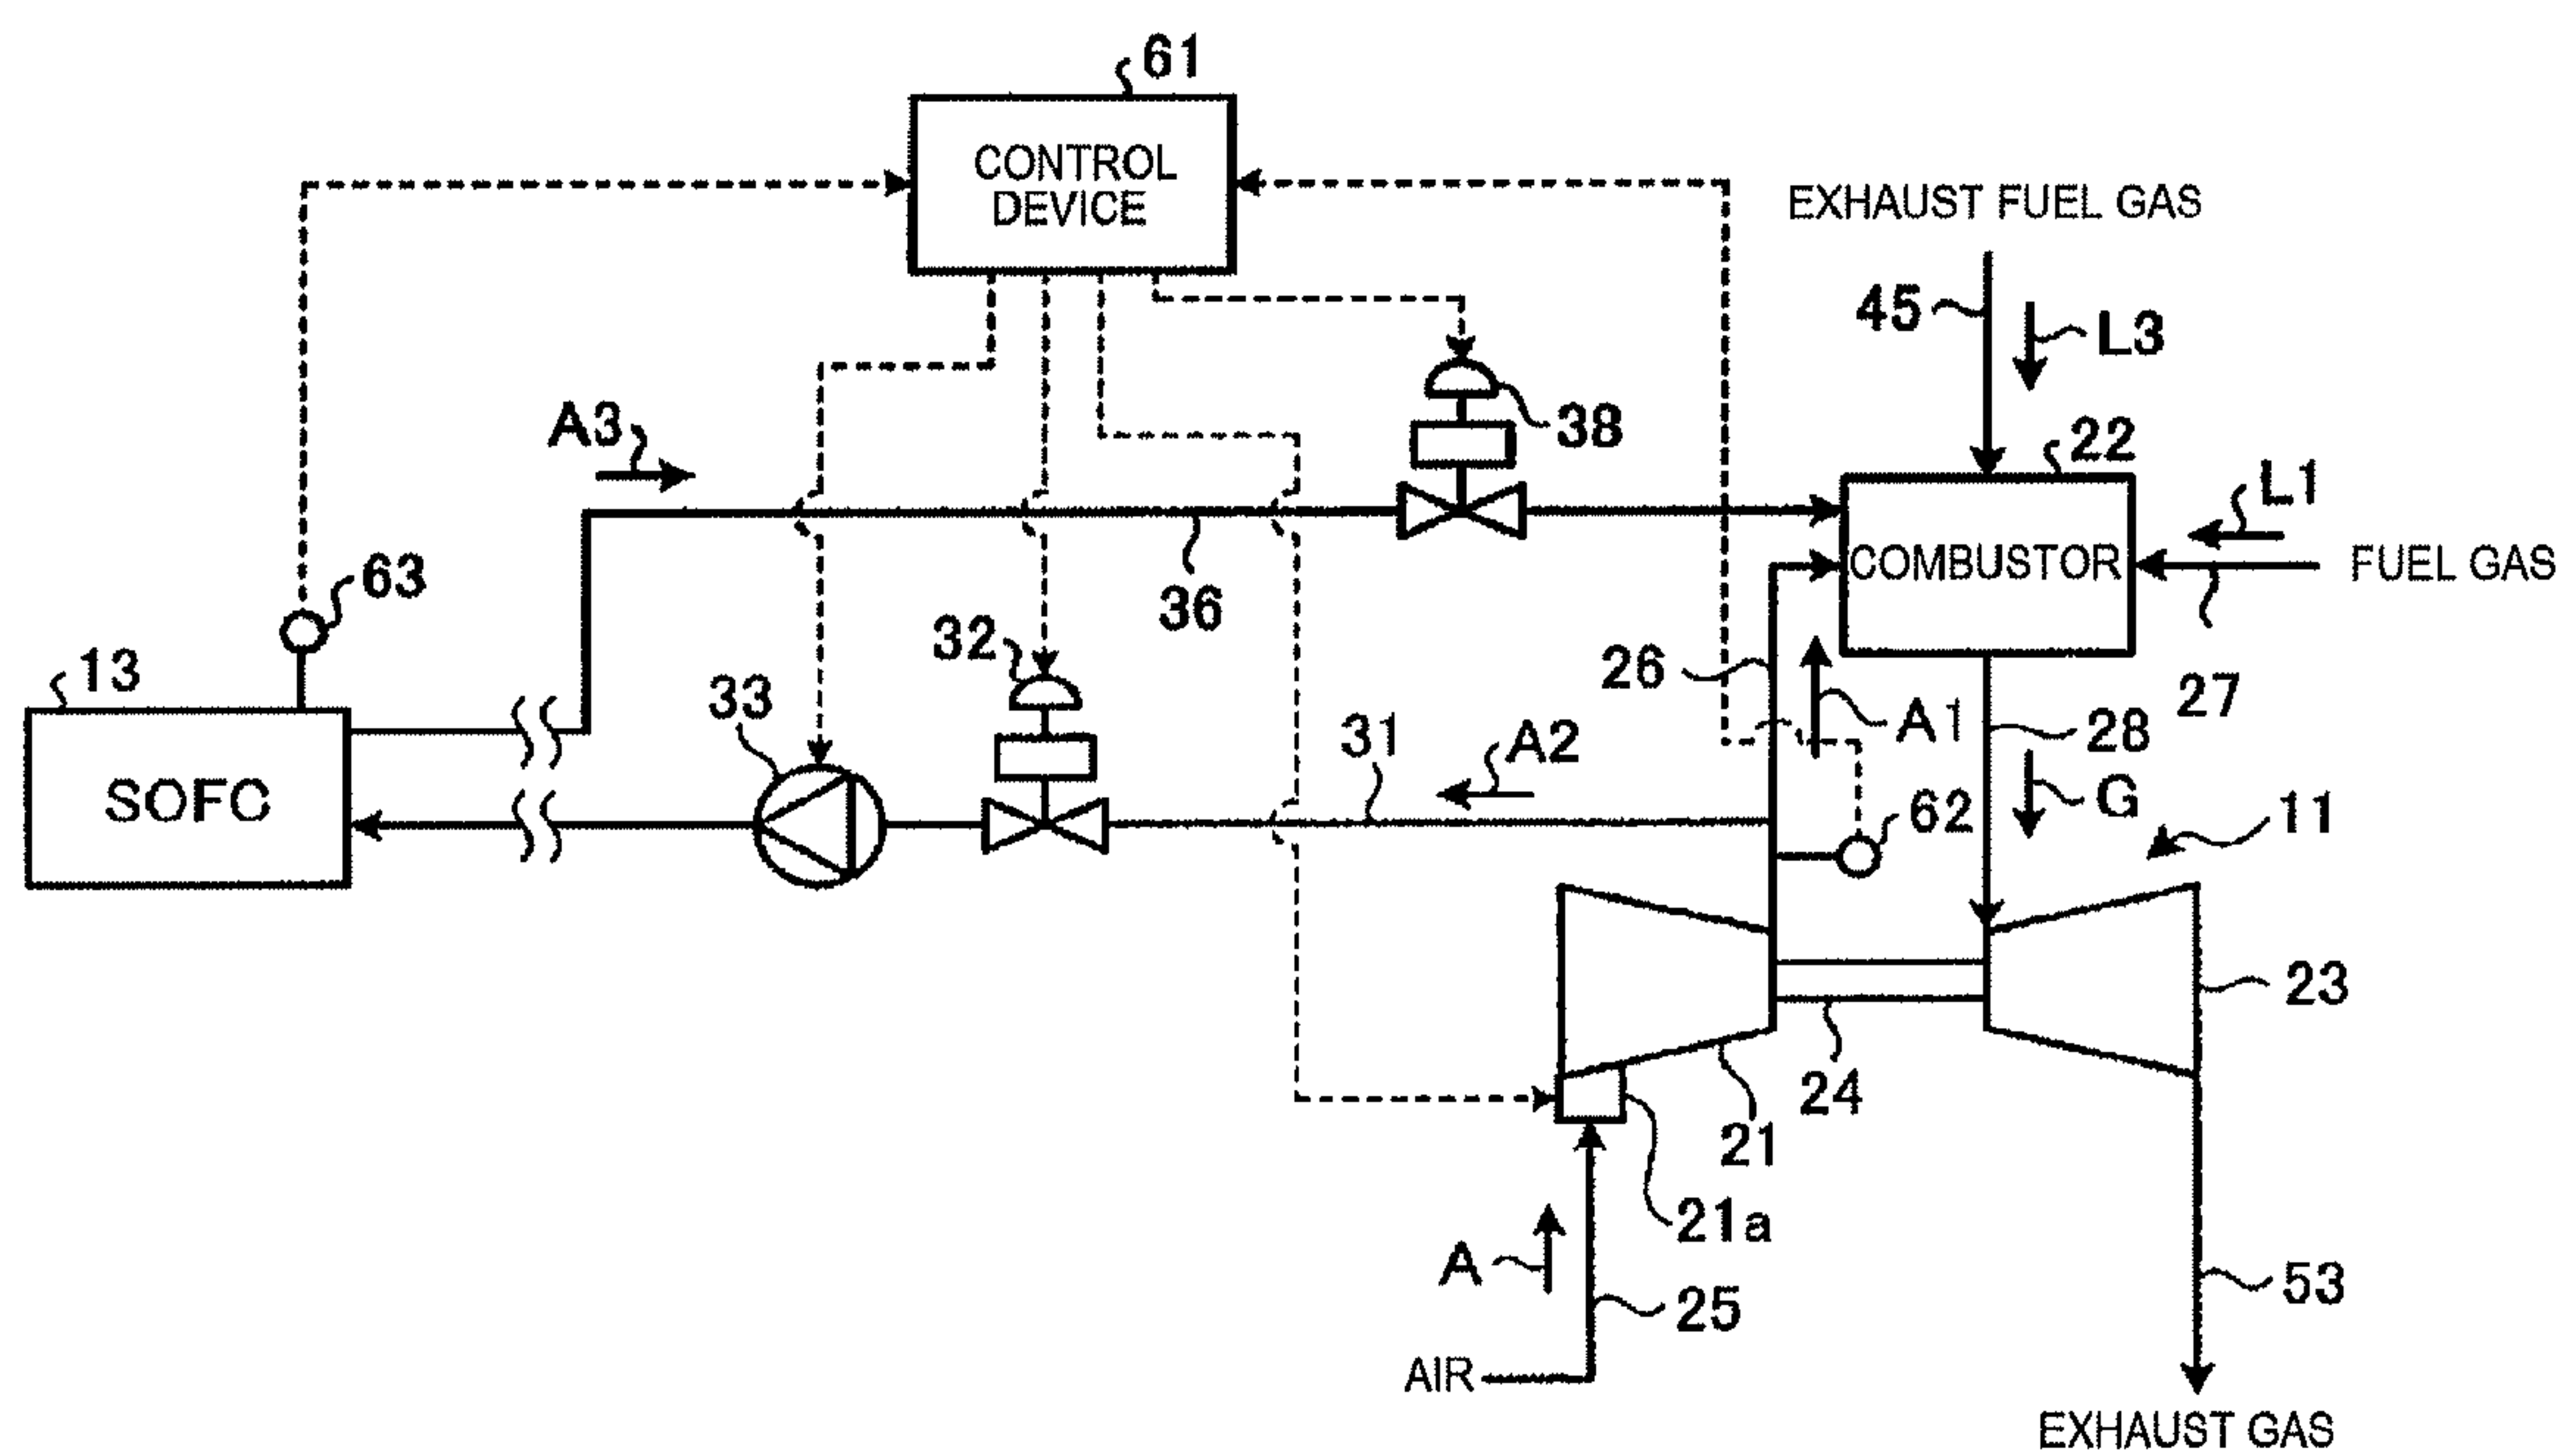 61
CONTROL
DEVICE
EXHAUST FUEL GAS
45
L3
A3
38
22
L1
COMBUSTOR
FUEL GAS
36
63
32
26
27
13
33
A1
28
31
A2
SOFC
62
G
11
23
24
21
21a
A
25
53
AIR
EXHAUST GAS